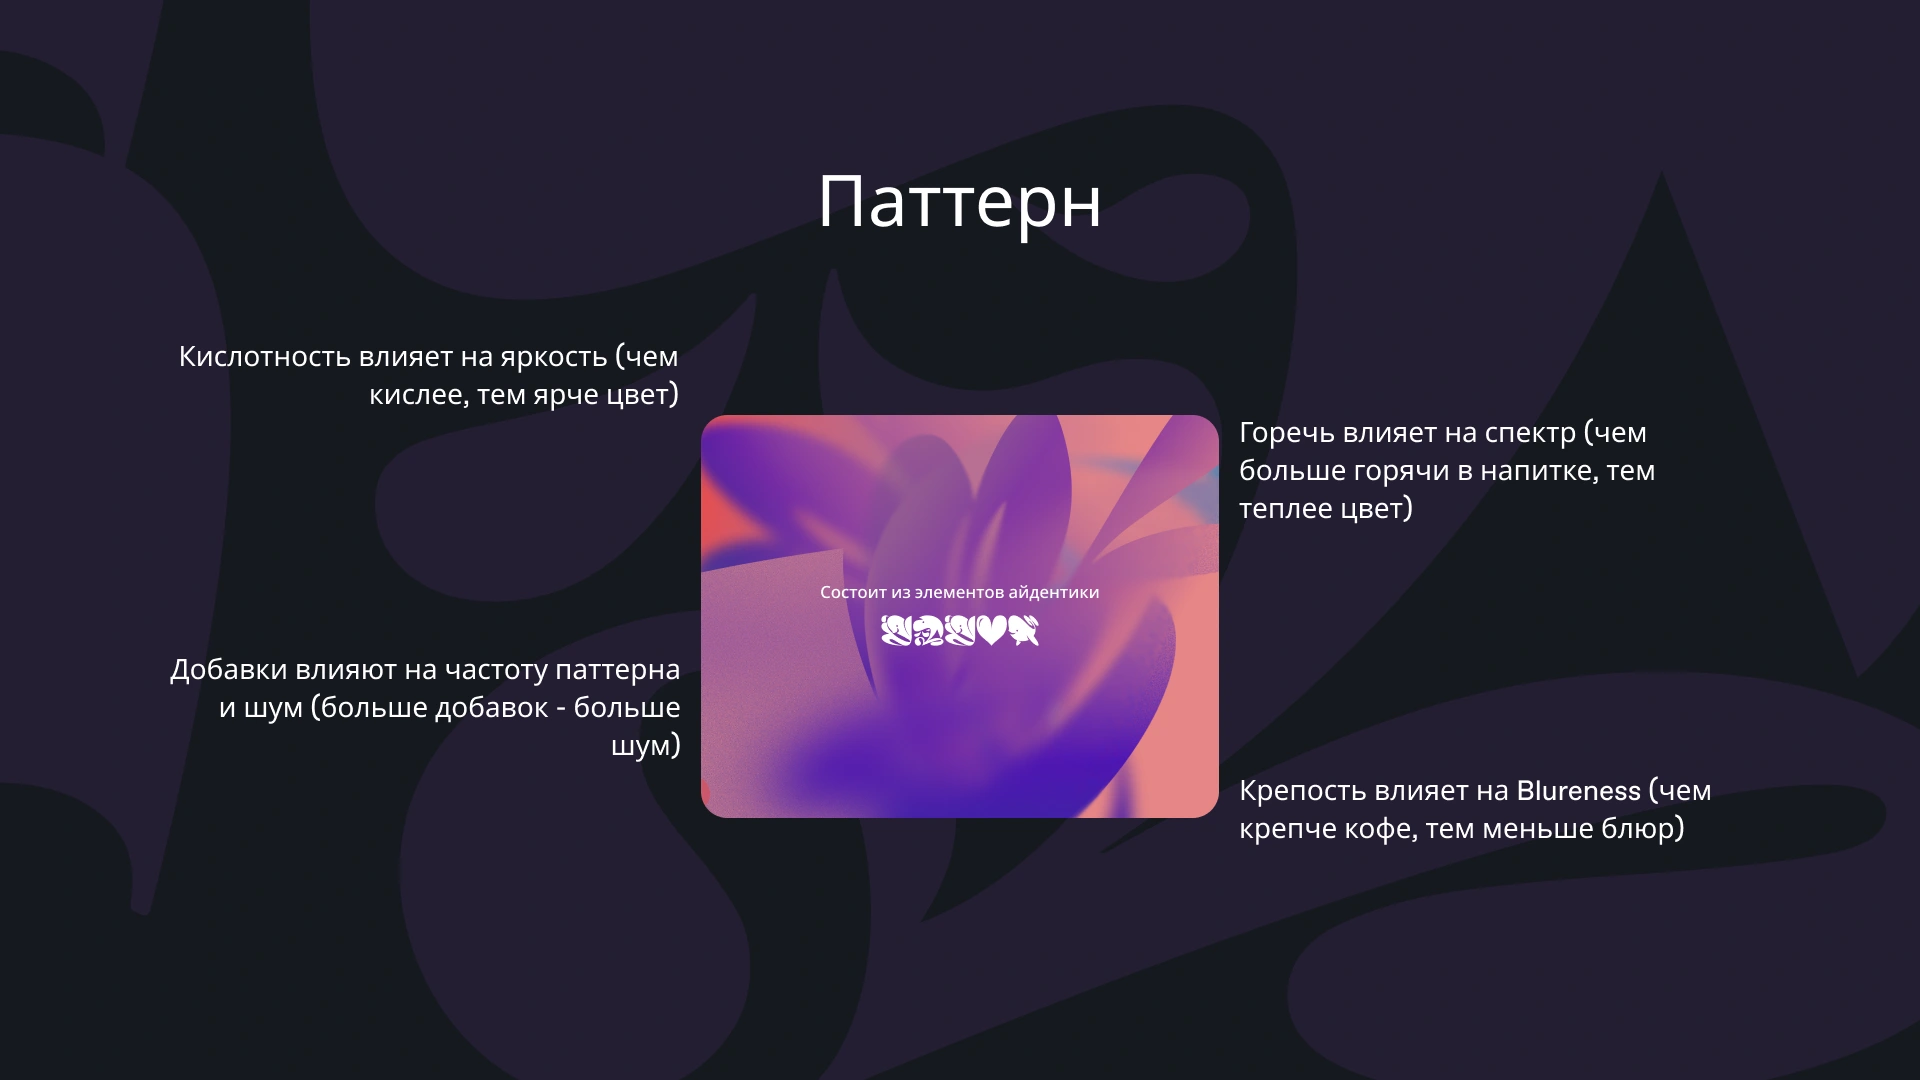 Паттерн
Кислотность влияет на яркость (чем
кислее, тем ярче цвет)
Горечь влияет на спектр (чем
больше горячи в напитке, тем
теплее цвет)
Состоит из элементов айдентики
Добавки влияют на частоту паттерна
и шум (больше добавок - больше
шум)
Крепость влияет на Blureness (чем
крепче кофе, тем меньше блюр)